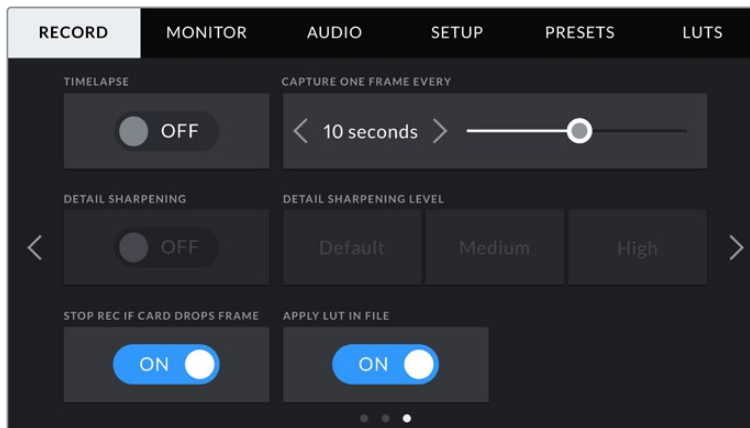 RECORD MONITOR AUDIO SETUP PRESETS LUTS
TIMELAPSE CAPTURE ONE FRAME EVERY
OFF 10 seconds
DETAIL SHARPENING DETAIL SHARPENING LEVEL
OFF Default Medium High
STOP REC IF CARD DROPS FRAME APPLY LUT IN FILE
ON ON